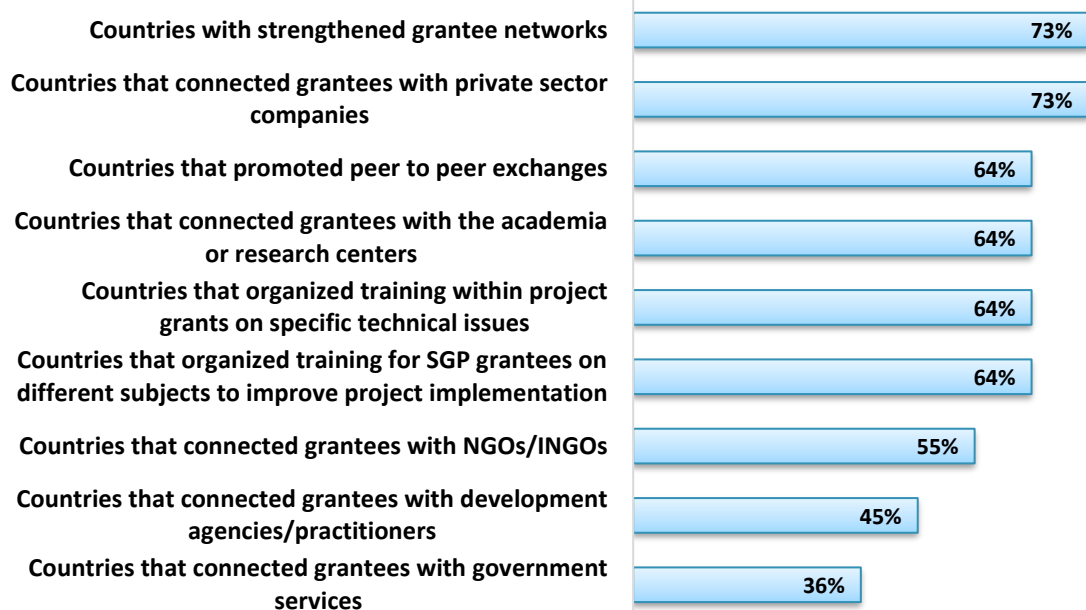 Countries with strengthened grantee networks
73%
Countries that connected grantees with private sector
companies
73%
Countries that promoted peer to peer exchanges
64%
Countries that connected grantees with the academia
or research centers
64%
Countries that organized training within project
grants on specific technical issues
64%
Countries that organized training for SGP grantees on
different subjects to improve project implementation
64%
Countries that connected grantees with NGOs/INGOs
55%
Countries that connected grantees with development
agencies/practitioners
45%
Countries that connected grantees with government
services
36%